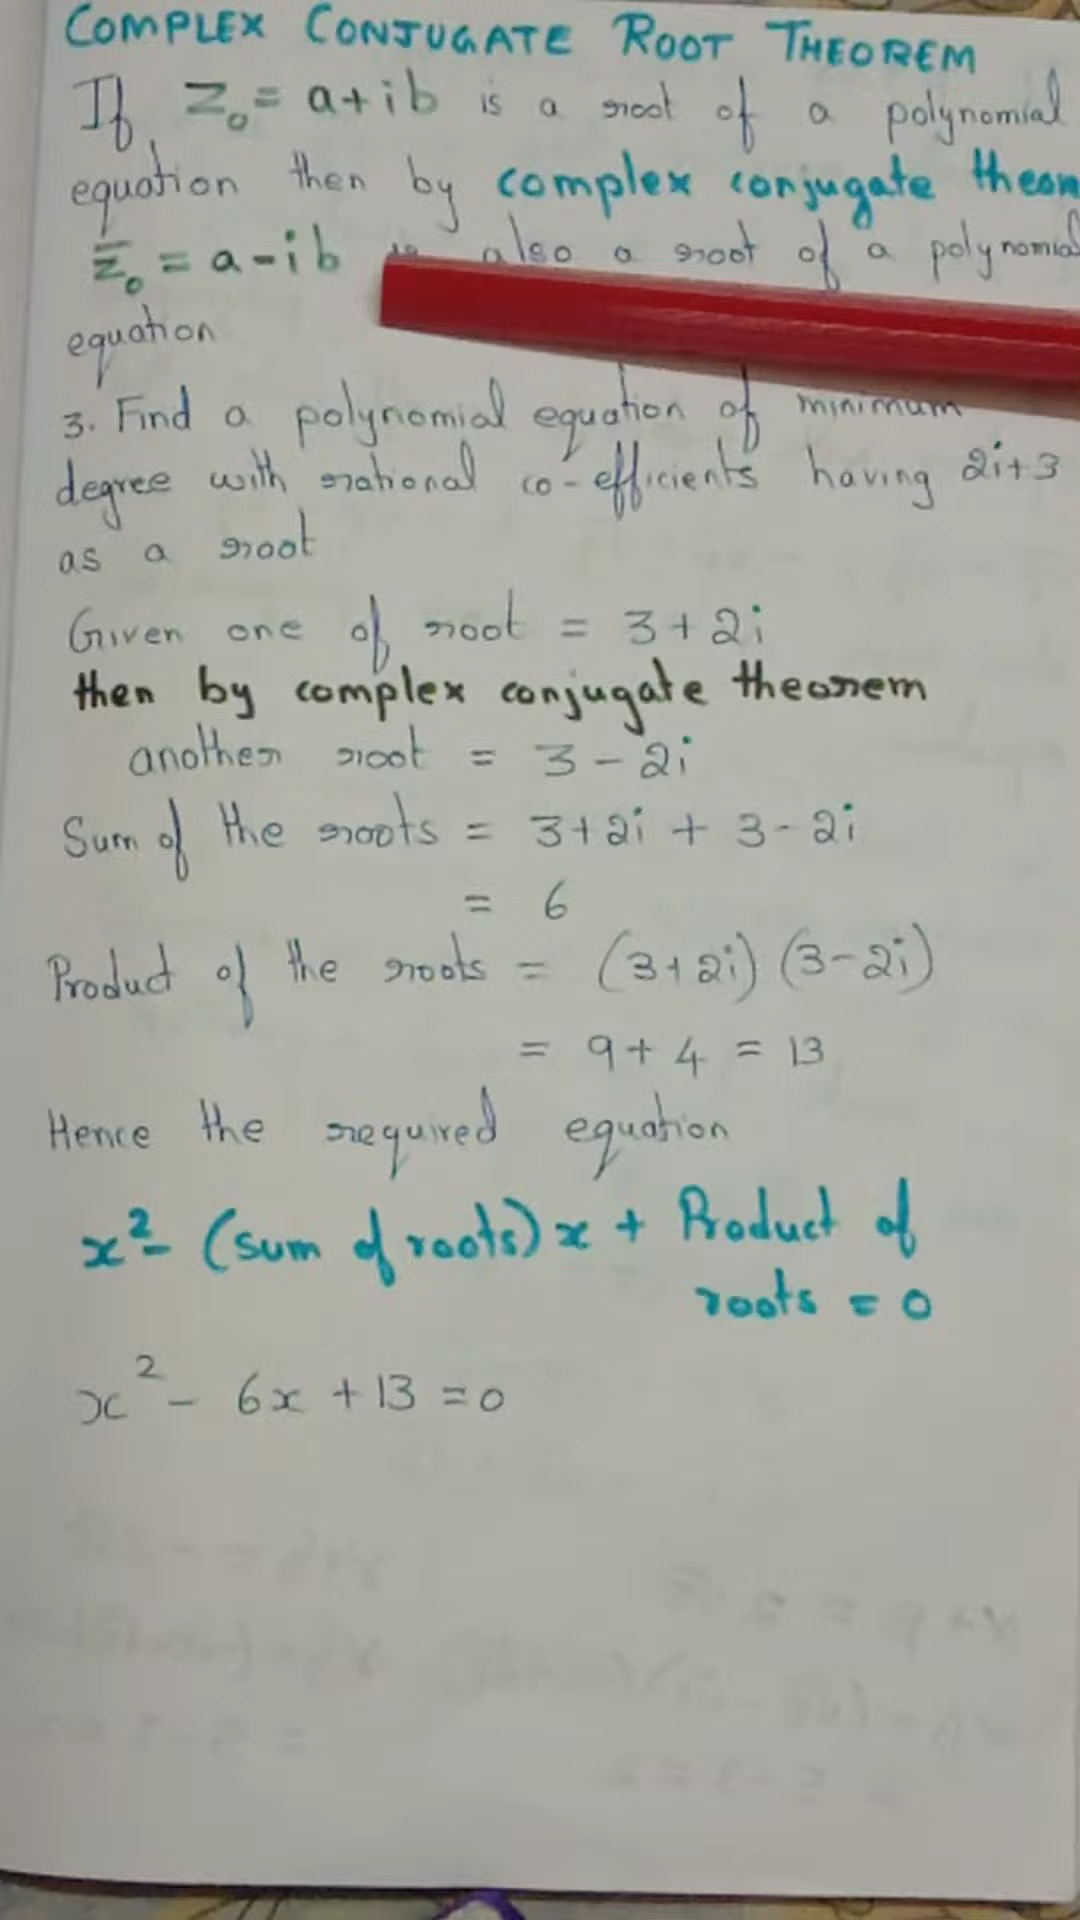 COMPLEX CONJUGATE ROOT THEOREM
If z₀ = a+ib is a root of a polynomial
equation then by complex conjugate theorem
z̄₀ = a-ib is also a root of a polynomial
equation
3. Find a polynomial equation of minimum
degree with rational co-efficients having 2i+3
as a root
Given one of root = 3+2i
then by complex conjugate theorem
another root = 3-2i
Sum of the roots = 3+2i + 3-2i
= 6
Product of the roots = (3+2i) (3-2i)
= 9+4 = 13
Hence the required equation
x² - (sum of roots) x + Product of
roots = 0
x² - 6x + 13 = 0